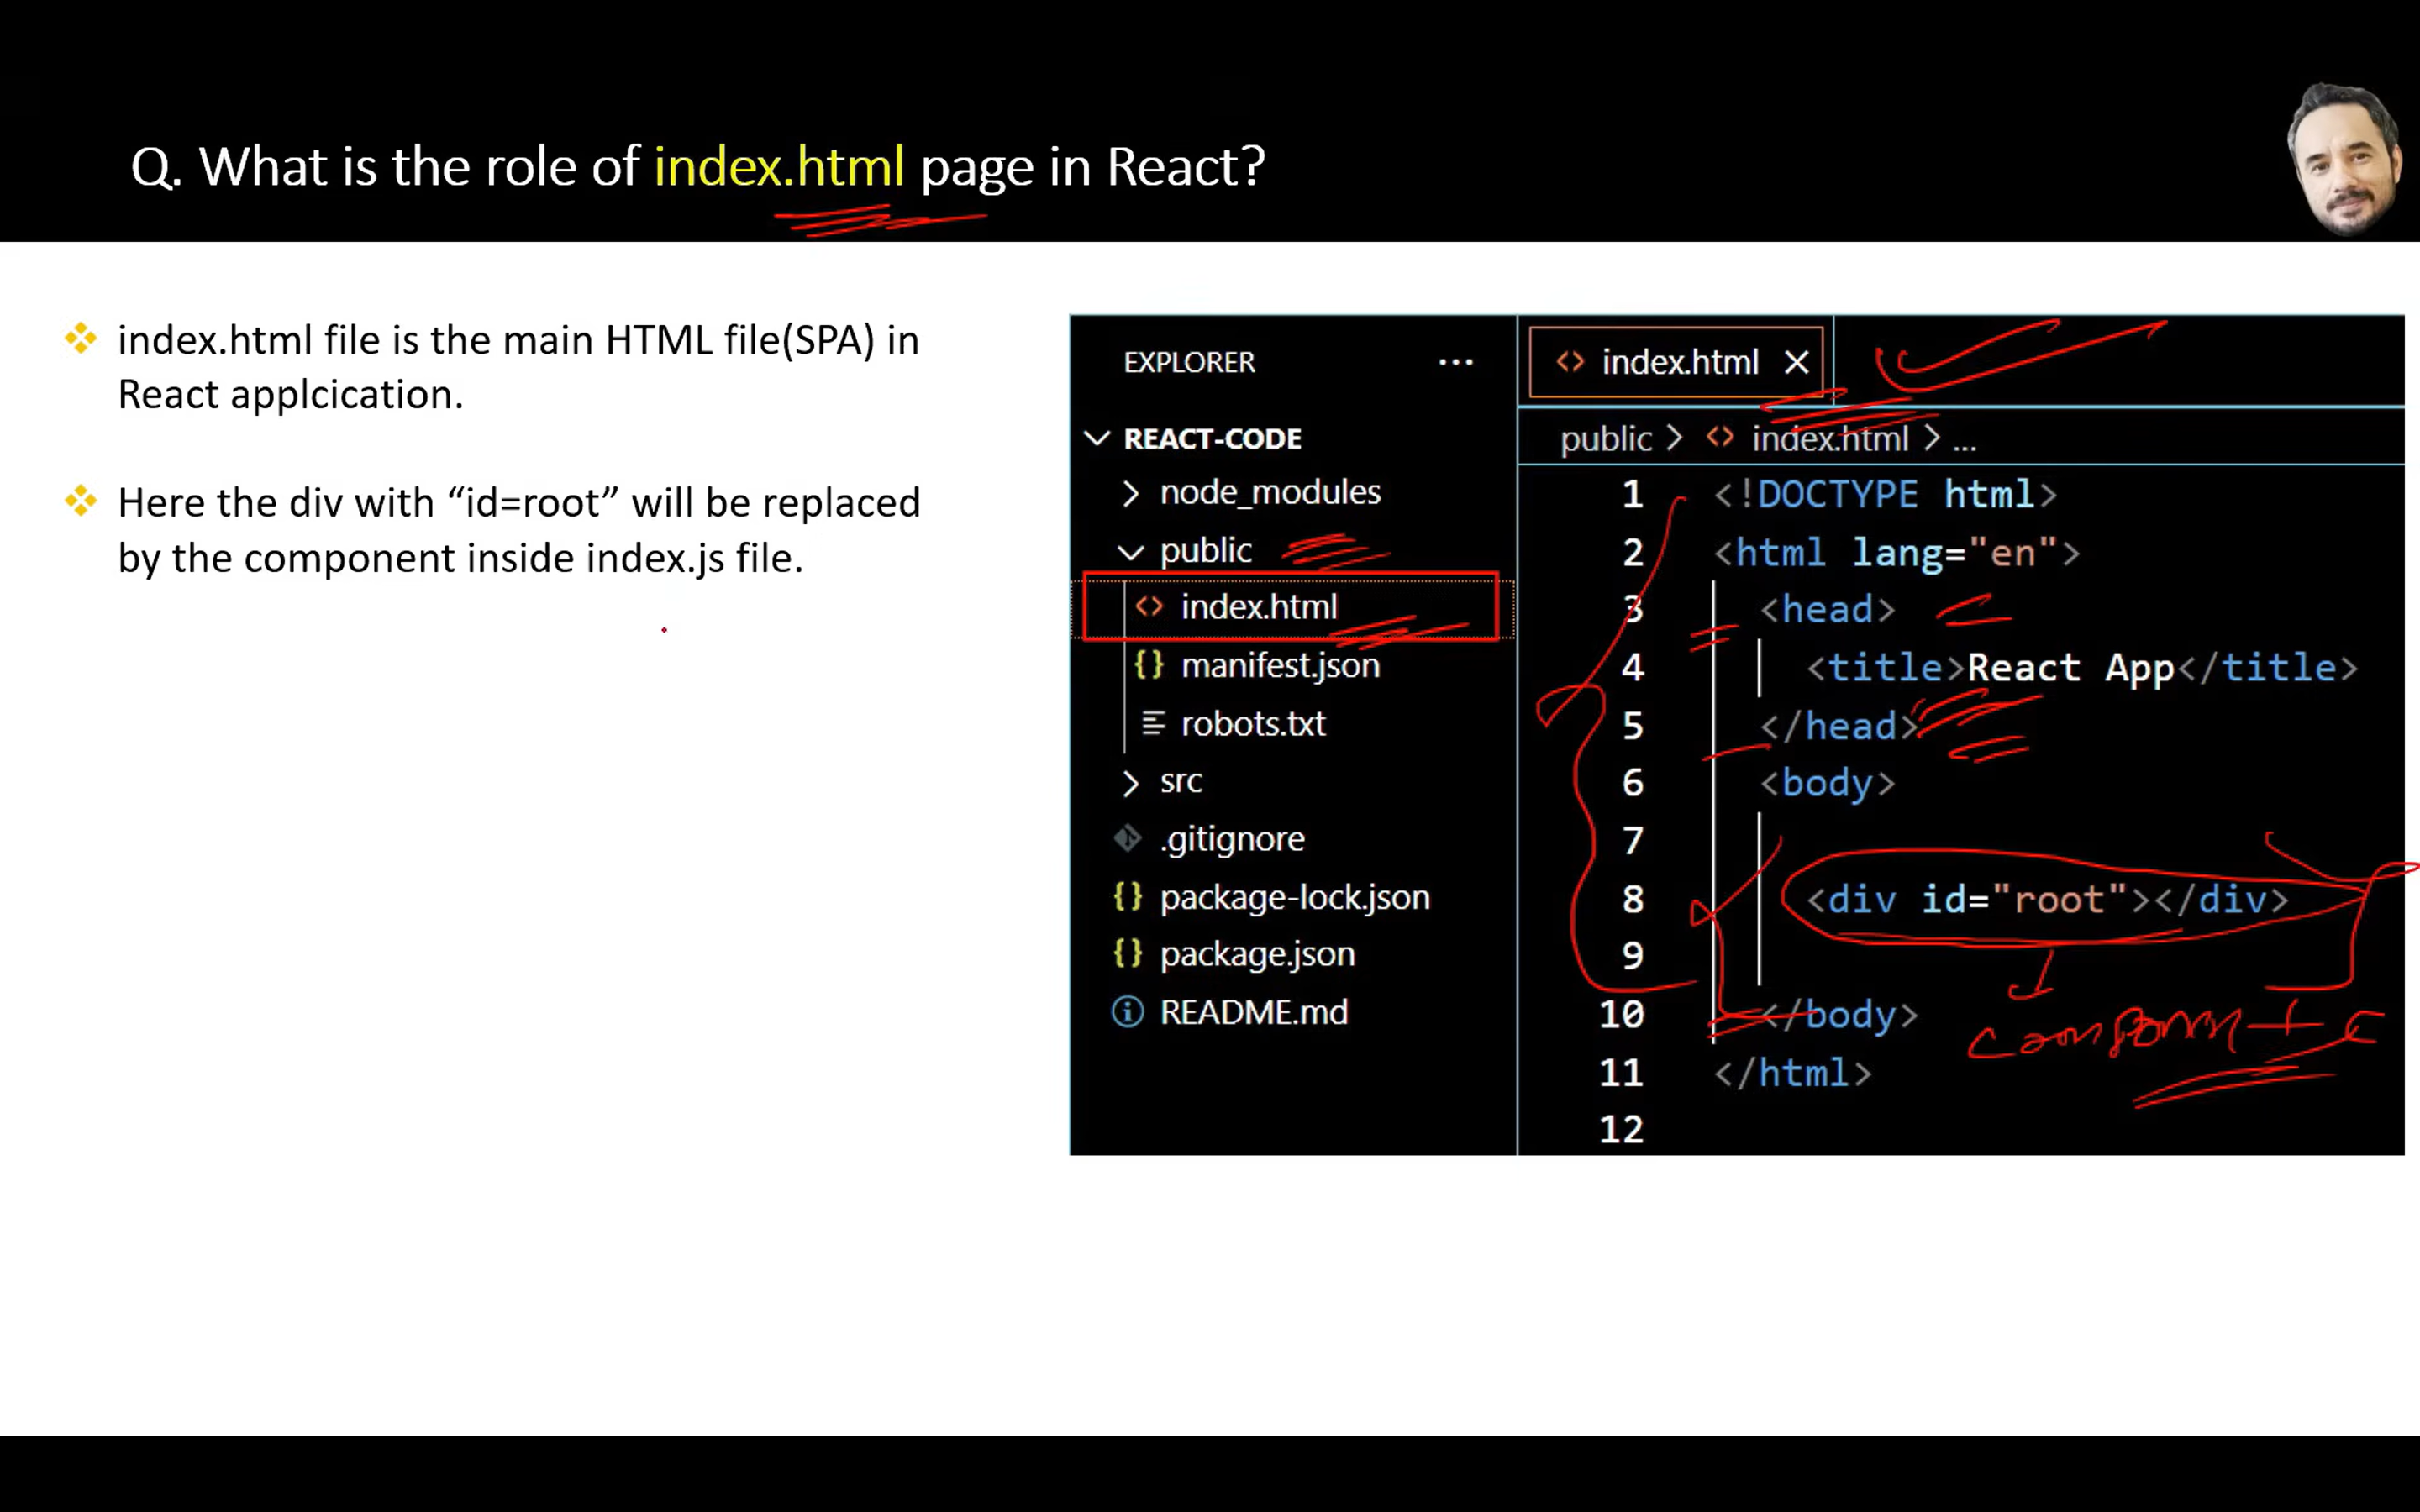 Q. What is the role of index.html page in React?
index.html file is the main HTML file(SPA) in
React applcication.
Here the div with “id=root” will be replaced
by the component inside index.js file.
EXPLORER ...
REACT-CODE
node_modules
public
index.html
manifest.json
robots.txt
src
.gitignore
package-lock.json
package.json
README.md
index.html
public > index.html > ...
1 <!DOCTYPE html>
2 <html lang="en">
3 <head>
4 <title>React App</title>
5 </head>
6 <body>
7
8 <div id="root"></div>
9
10 </body>
11 </html>
12